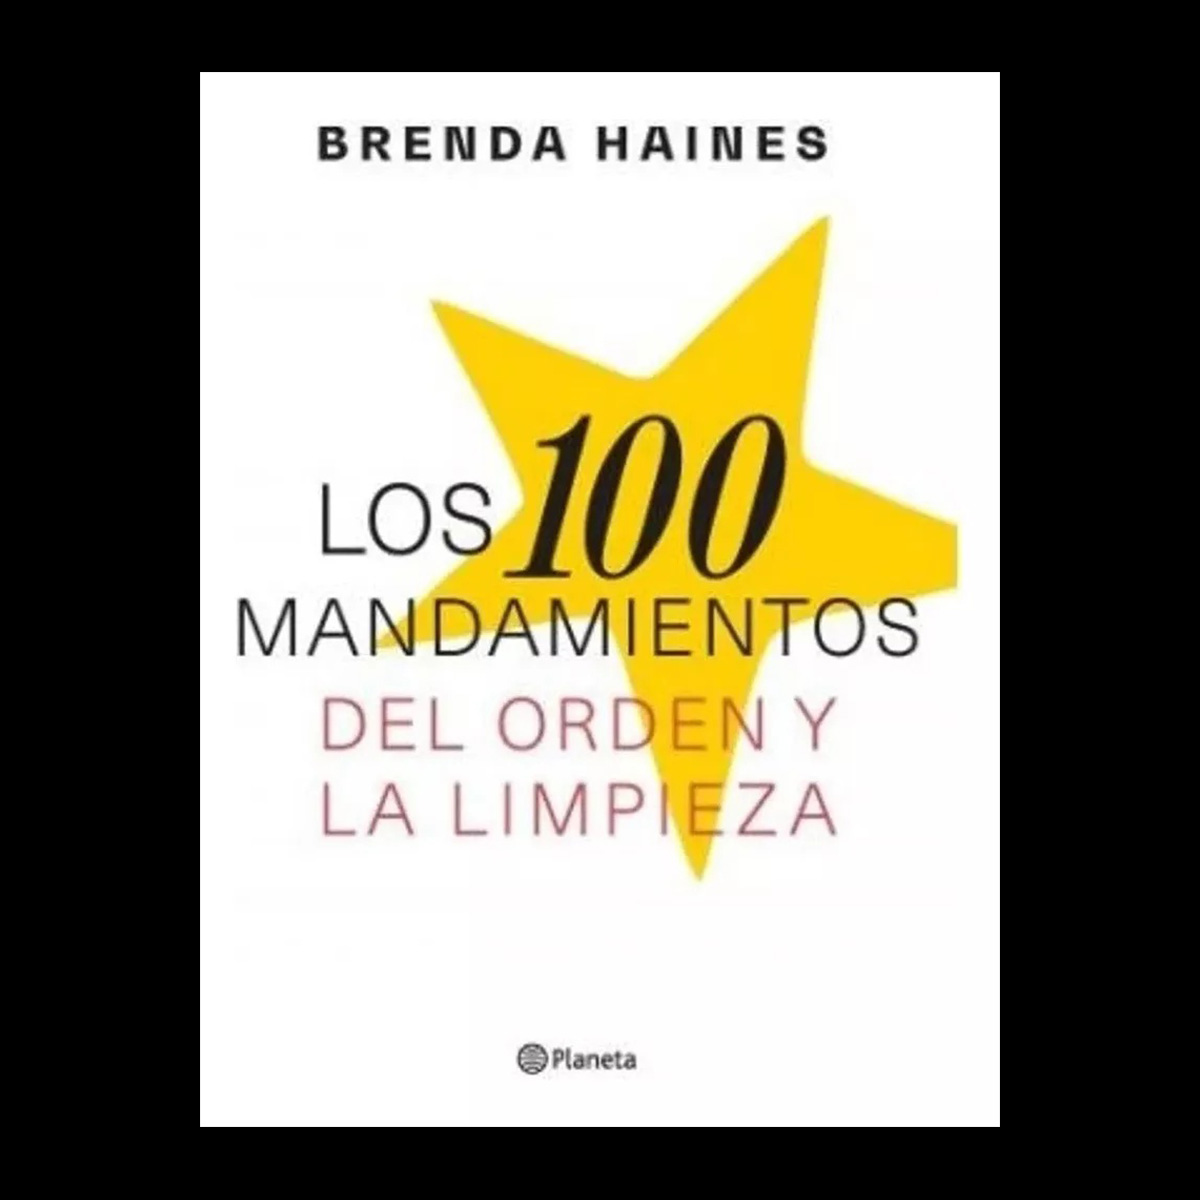 BRENDA HAINES
LOS 100
MANDAMIENTOS
DEL ORDEN Y
LA LIMPIEZA
Planeta